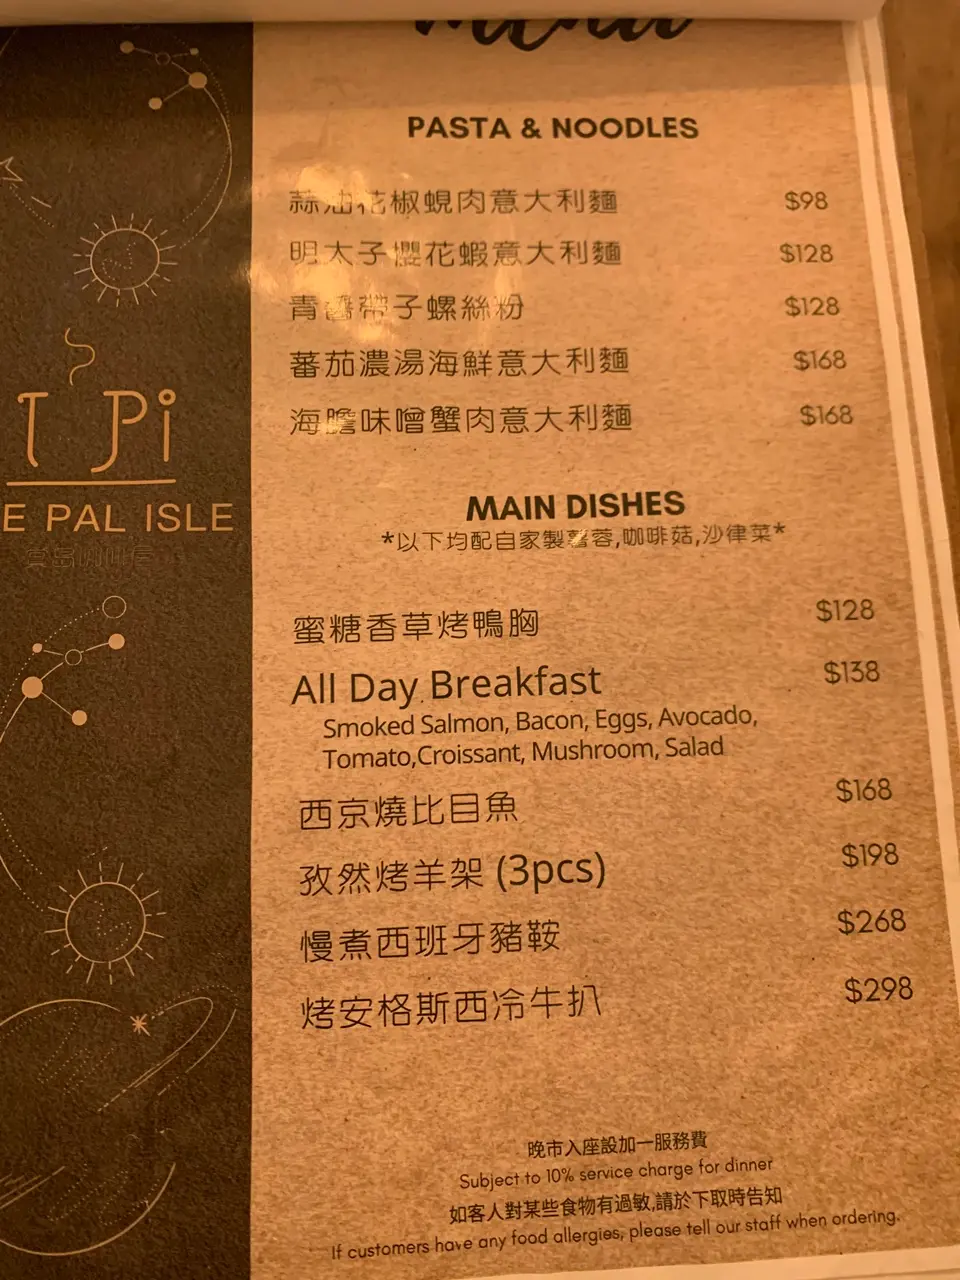 menu
PASTA & NOODLES
蒜油花椒蜆肉意大利麵 $98
明太子櫻花蝦意大利麵 $128
青醬帶子螺絲粉 $128
蕃茄濃湯海鮮意大利麵 $168
海膽味噌蟹肉意大利麵 $168
MAIN DISHES
*以下均配自家製薯蓉,咖啡菇,沙律菜*
蜜糖香草烤鴨胸 $128
All Day Breakfast $138
Smoked Salmon, Bacon, Eggs, Avocado,
Tomato,Croissant, Mushroom, Salad
西京燒比目魚 $168
孜然烤羊架 (3pcs) $198
慢煮西班牙豬鞍 $268
烤安格斯西冷牛扒 $298
晚市入座設加一服務費
Subject to 10% service charge for dinner
如客人對某些食物有過敏,請於下取時告知
If customers have any food allergies, please tell our staff when ordering.
T Pi
E PAL ISLE